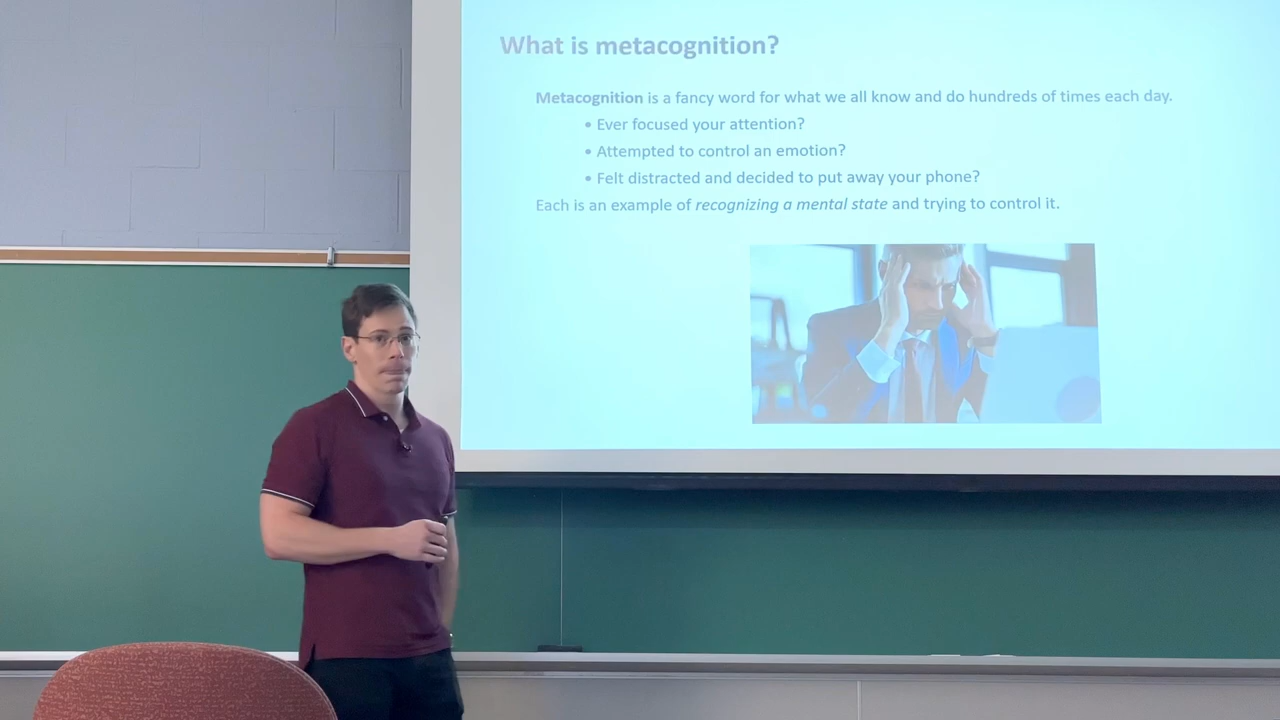 What is metacognition?
Metacognition is a fancy word for what we all know and do hundreds of times each day.
• Ever focused your attention?
• Attempted to control an emotion?
• Felt distracted and decided to put away your phone?
Each is an example of recognizing a mental state and trying to control it.